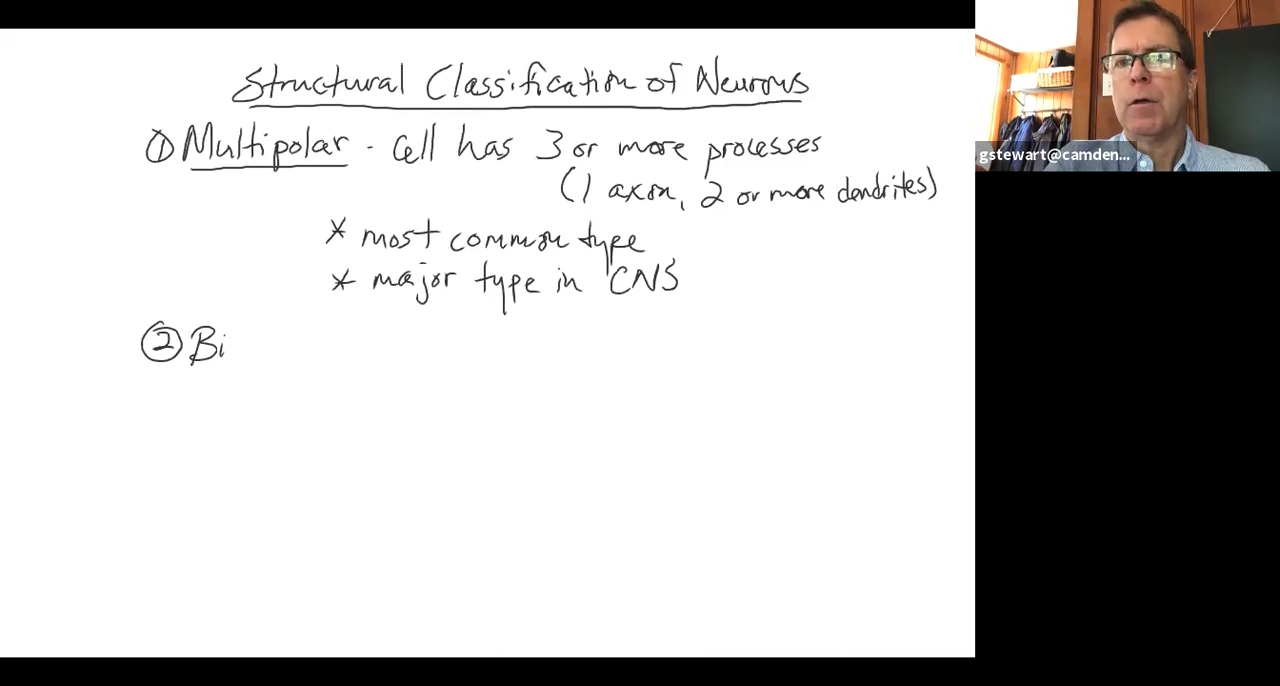 Structural Classification of Neurons
① Multipolar - Cell has 3 or more processes
(1 axon, 2 or more dendrites)
* most common type
* major type in CNS
② Bi
gstewart@camden...